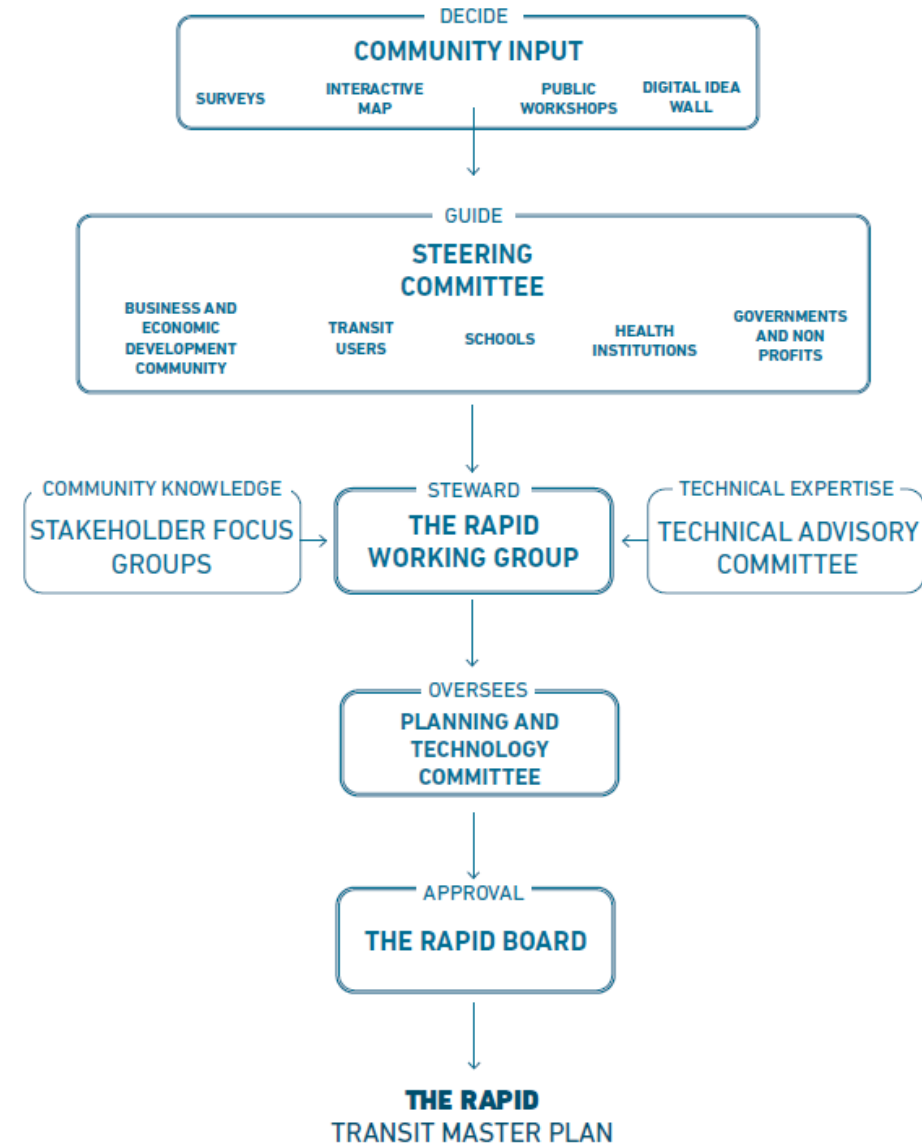 DECIDE
COMMUNITY INPUT
SURVEYS
INTERACTIVE
MAP
PUBLIC
WORKSHOPS
DIGITAL IDEA
WALL
GUIDE
STEERING
COMMITTEE
BUSINESS AND
ECONOMIC
DEVELOPMENT
COMMUNITY
TRANSIT
USERS
SCHOOLS
HEALTH
INSTITUTIONS
GOVERNMENTS
AND NON
PROFITS
COMMUNITY KNOWLEDGE
STAKEHOLDER FOCUS
GROUPS
STEWARD
THE RAPID
WORKING GROUP
TECHNICAL EXPERTISE
TECHNICAL ADVISORY
COMMITTEE
OVERSEES
PLANNING AND
TECHNOLOGY
COMMITTEE
APPROVAL
THE RAPID BOARD
THE RAPID
TRANSIT MASTER PLAN